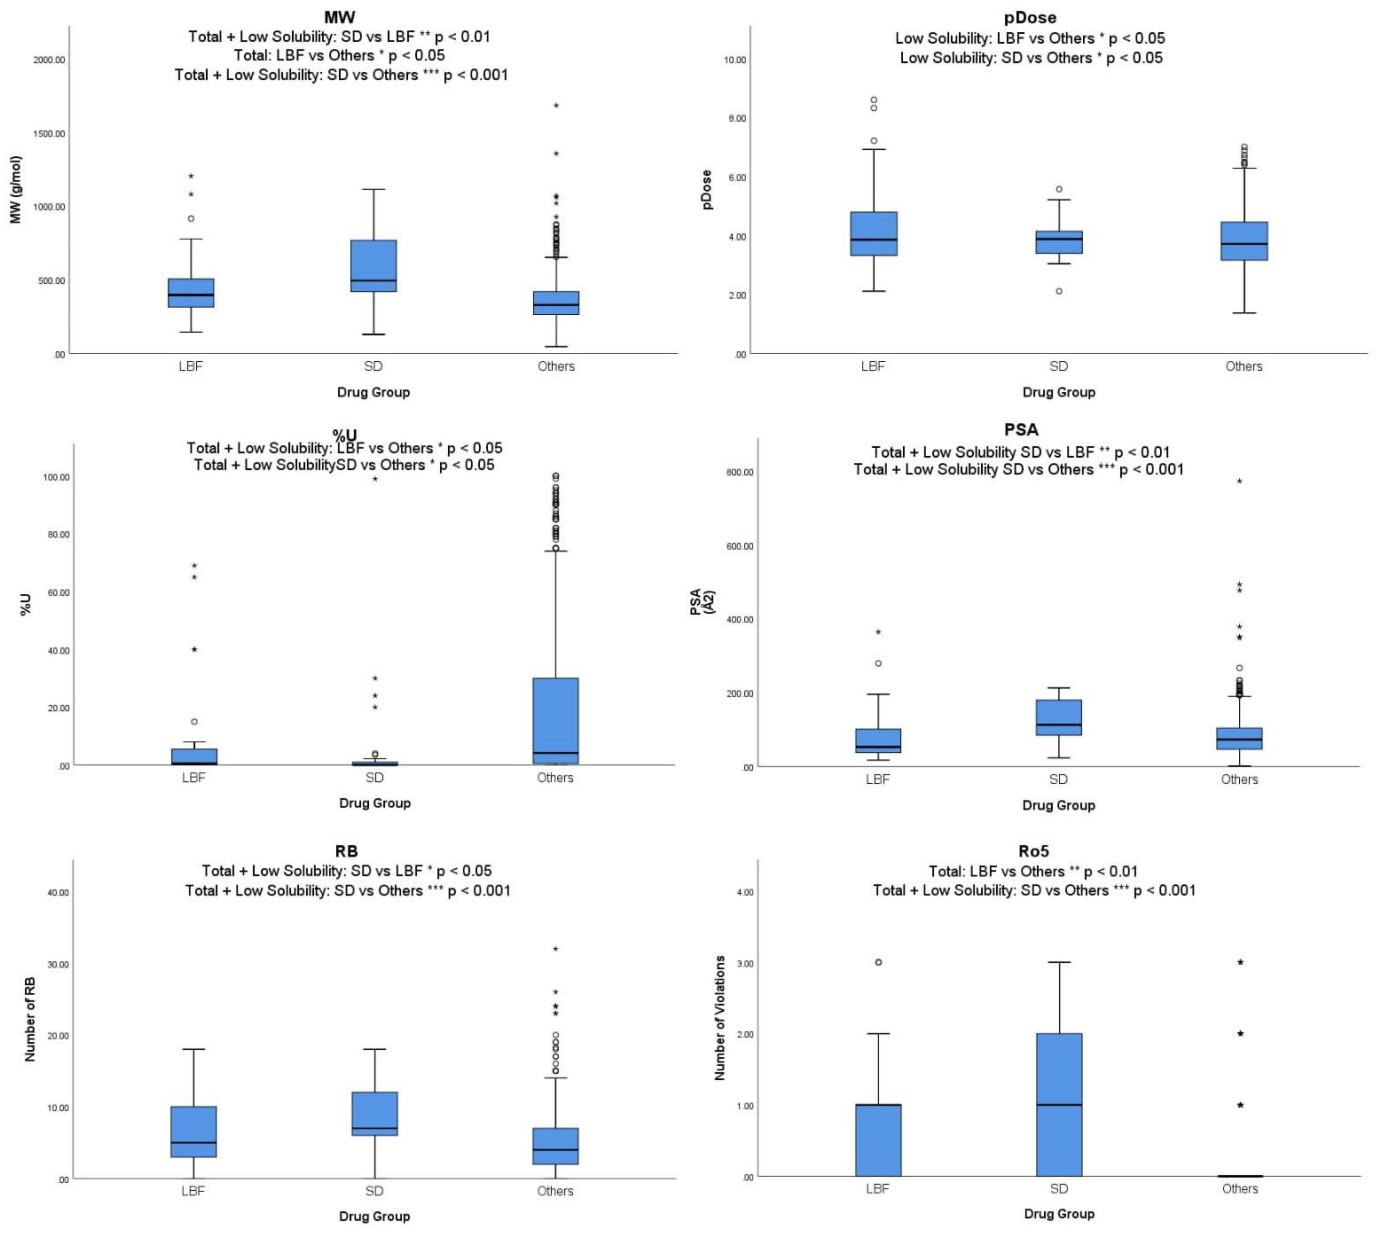 MW
Total + Low Solubility: SD vs LBF ** p < 0.01
Total: LBF vs Others * p < 0.05
Total + Low Solubility: SD vs Others *** p < 0.001
2000.00
1500.00
1000.00
500.00
.00
MW (g/mol)
LBF SD Others
Drug Group
pDose
Low Solubility: LBF vs Others * p < 0.05
Low Solubility: SD vs Others * p < 0.05
10.00
8.00
6.00
4.00
2.00
.00
pDose
LBF SD Others
Drug Group
%U
Total + Low Solubility: LBF vs Others * p < 0.05
Total + Low SolubilitySD vs Others * p < 0.05
100.00
80.00
60.00
40.00
20.00
.00
%U
LBF SD Others
Drug Group
PSA
Total + Low Solubility SD vs LBF ** p < 0.01
Total + Low Solubility SD vs Others *** p < 0.001
800.00
600.00
400.00
200.00
.00
PSA
(Å2)
LBF SD Others
Drug Group
RB
Total + Low Solubility: SD vs LBF * p < 0.05
Total + Low Solubility: SD vs Others *** p < 0.001
40.00
30.00
20.00
10.00
.00
Number of RB
LBF SD Others
Drug Group
Ro5
Total: LBF vs Others ** p < 0.01
Total + Low Solubility: SD vs Others *** p < 0.001
4.00
3.00
2.00
1.00
.00
Number of Violations
LBF SD Others
Drug Group